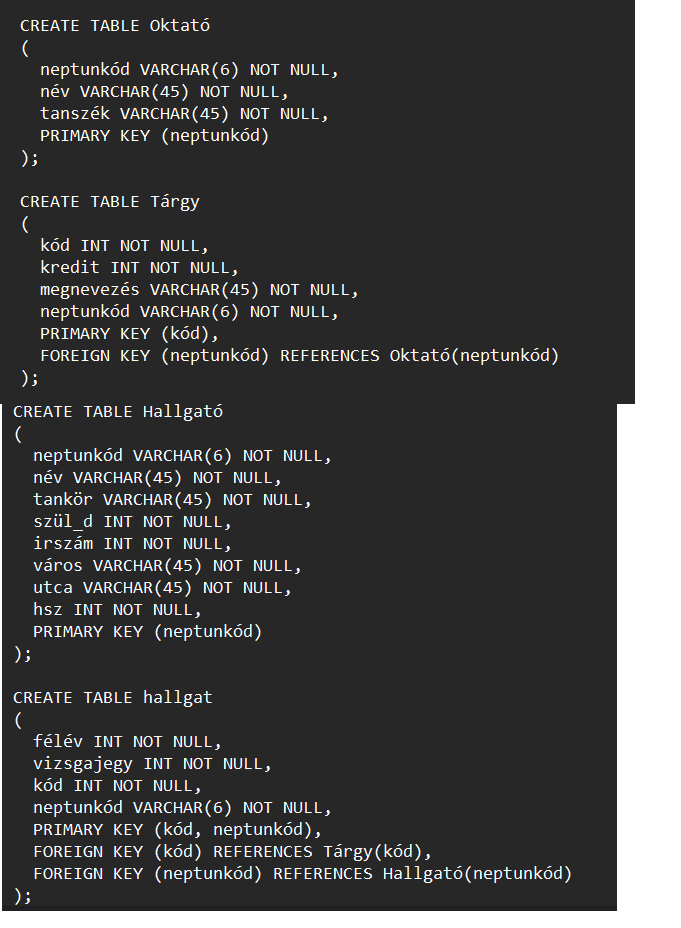 CREATE TABLE Oktató
(
neptunkód VARCHAR(6) NOT NULL,
név VARCHAR(45) NOT NULL,
tanszék VARCHAR(45) NOT NULL,
PRIMARY KEY (neptunkód)
);
CREATE TABLE Tárgy
(
kód INT NOT NULL,
kredit INT NOT NULL,
megnevezés VARCHAR(45) NOT NULL,
neptunkód VARCHAR(6) NOT NULL,
PRIMARY KEY (kód),
FOREIGN KEY (neptunkód) REFERENCES Oktató(neptunkód)
);
CREATE TABLE Hallgató
(
neptunkód VARCHAR(6) NOT NULL,
név VARCHAR(45) NOT NULL,
tankör VARCHAR(45) NOT NULL,
szül_d INT NOT NULL,
irszám INT NOT NULL,
város VARCHAR(45) NOT NULL,
utca VARCHAR(45) NOT NULL,
hsz INT NOT NULL,
PRIMARY KEY (neptunkód)
);
CREATE TABLE hallgat
(
félév INT NOT NULL,
vizsgajegy INT NOT NULL,
kód INT NOT NULL,
neptunkód VARCHAR(6) NOT NULL,
PRIMARY KEY (kód, neptunkód),
FOREIGN KEY (kód) REFERENCES Tárgy(kód),
FOREIGN KEY (neptunkód) REFERENCES Hallgató(neptunkód)
);